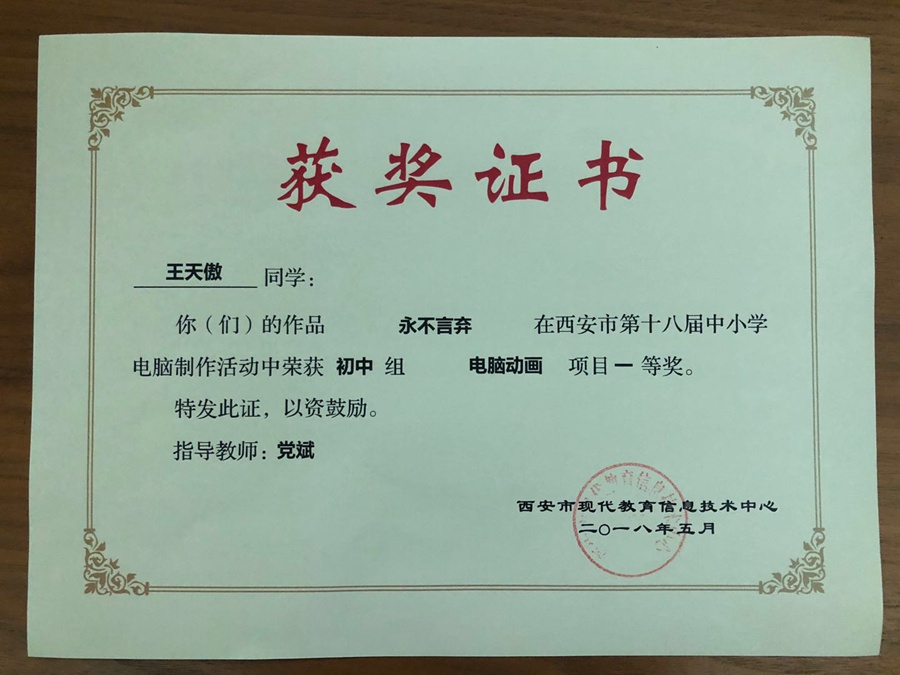 获奖证书
王天傲 同学：
你（们）的作品 永不言弃 在西安市第十八届中小学
电脑制作活动中荣获 初中 组 电脑动画 项目 一 等奖。
特发此证，以资鼓励。
指导教师：党斌
西安市现代教育信息技术中心
二〇一八年五月